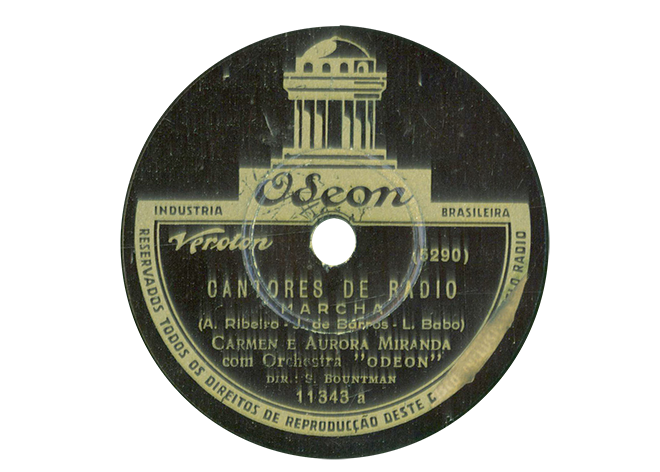 Odeon
INDUSTRIA BRASILEIRA
Veroton
(5290)
CANTORES DE RADIO
MARCHA
(A. Ribeiro - J. de Barros - L. Babo)
CARMEN E AURORA MIRANDA
com Orchestra "ODEON"
DIR.: S. BOUNTMAN
11343 a
RESERVADOS TODOS OS DIREITOS DE REPRODUCÇÃO DESTE
RADIO